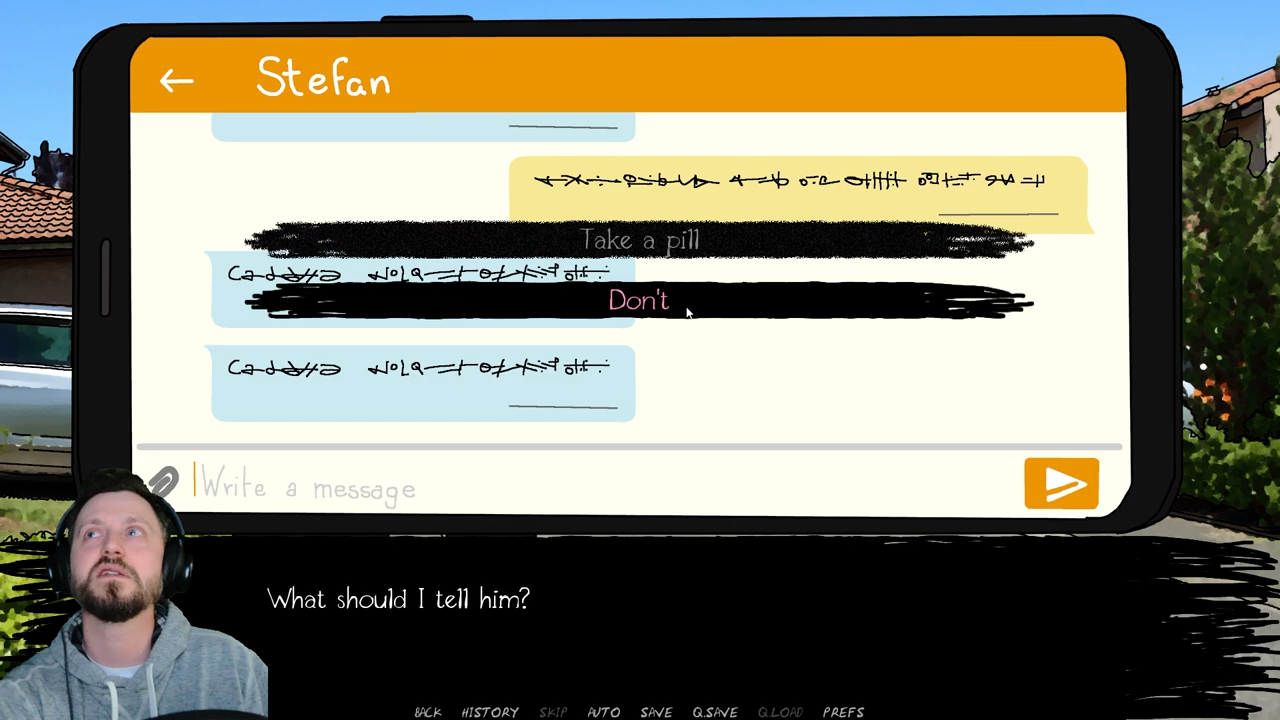 Stefan
Take a pill
Don't
Write a message
What should I tell him?
BACK HISTORY SKIP AUTO SAVE Q.SAVE Q.LOAD PREFS